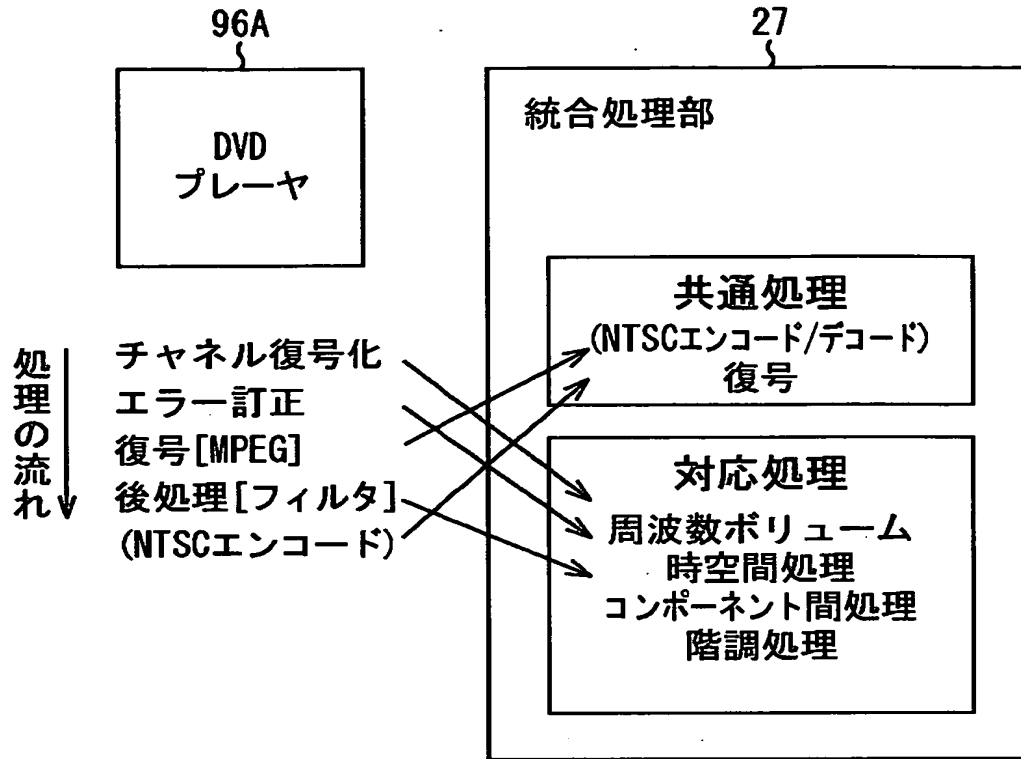 96A
27
DVD
プレーヤ
統合処理部
共通処理
(NTSCエンコード/デコード)
復号
処理の流れ
チャネル復号化
エラー訂正
復号[MPEG]
後処理[フィルタ]
(NTSCエンコード)
対応処理
周波数ボリューム
時空間処理
コンポーネント間処理
階調処理